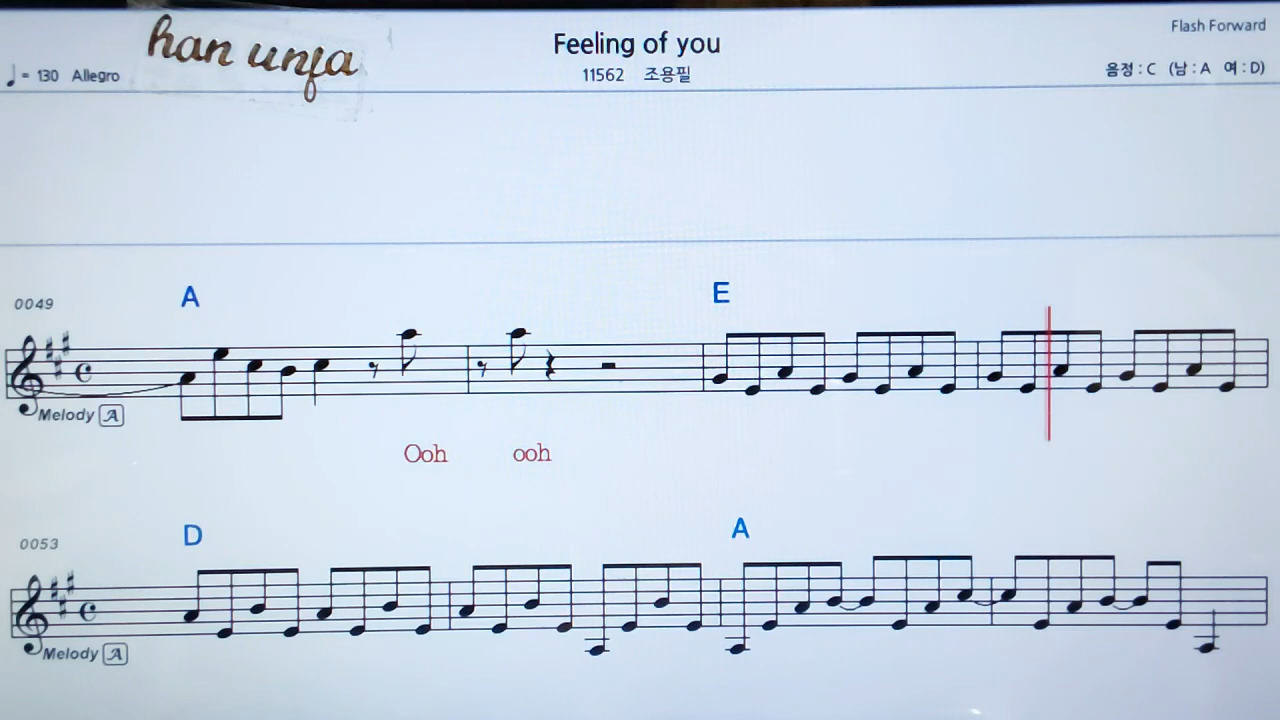 han unja
Feeling of you
Flash Forward
♩= 130 Allegro
11562 조용필
음정 : C (남 : A 여 : D)
A
E
0049
Melody A
Ooh ooh
D
A
0053
Melody A